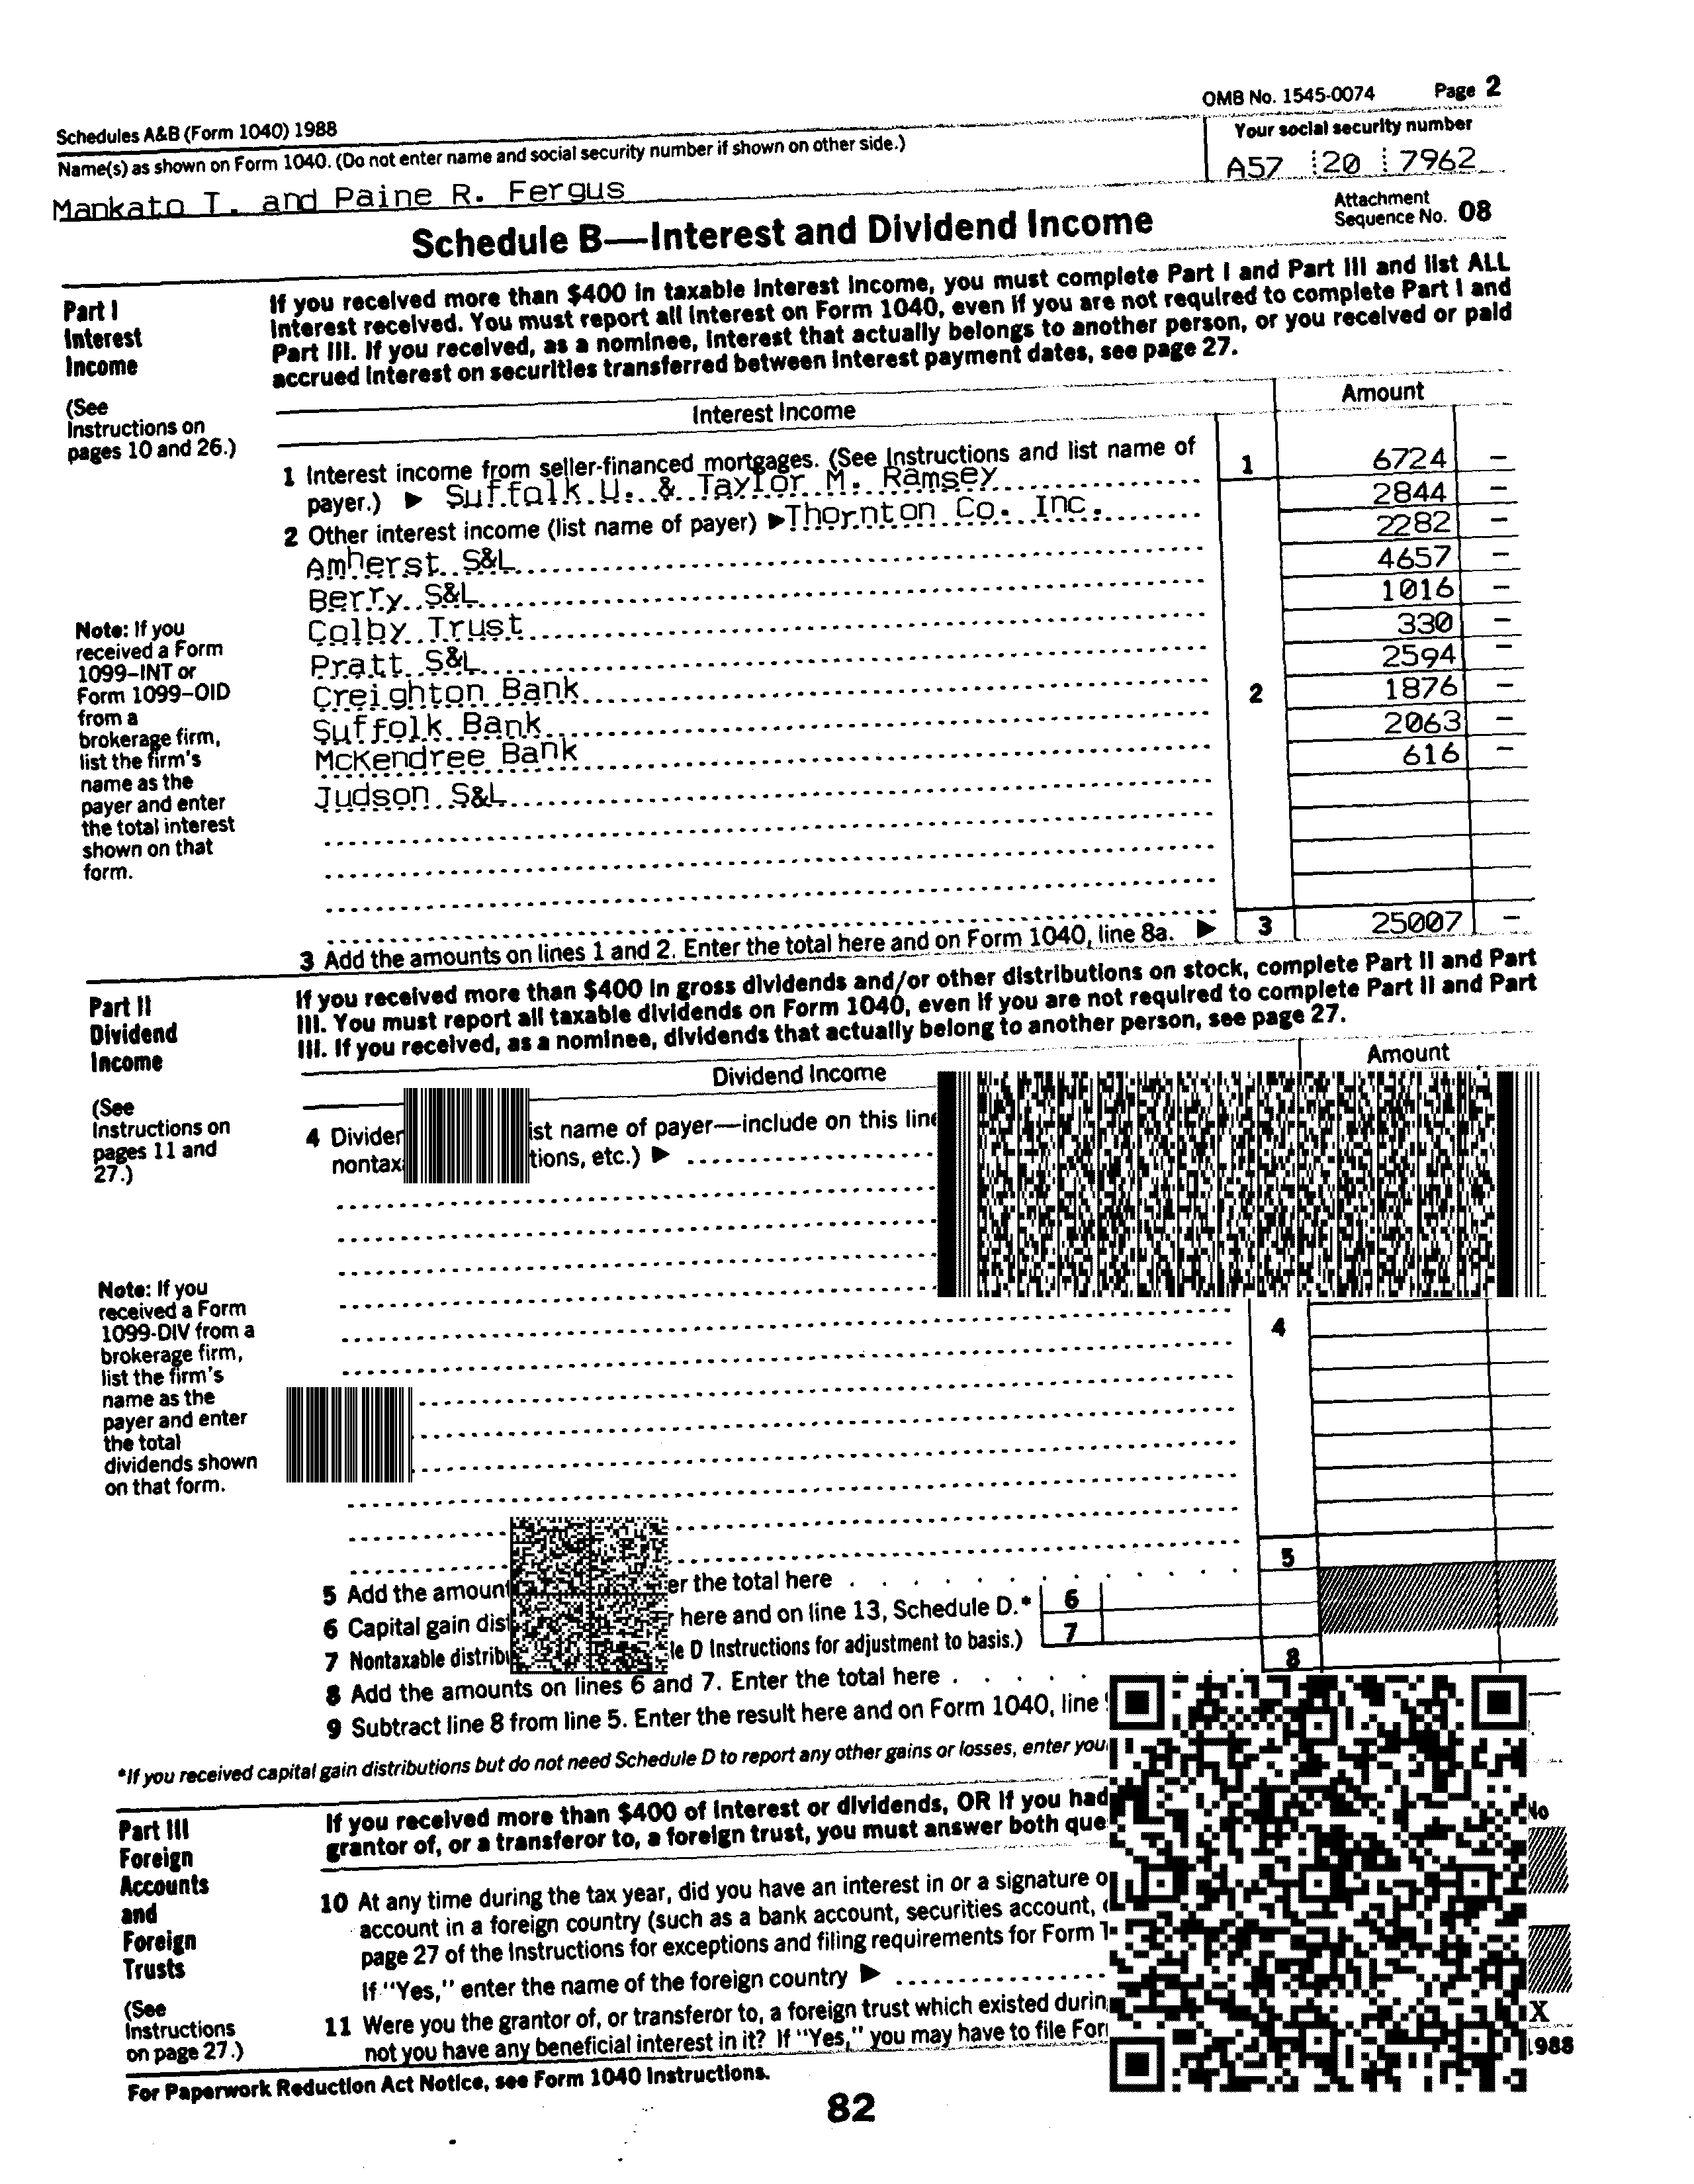 OMB No. 1545-0074 Page 2
Schedules A&B (Form 1040) 1988
Your social security number
Name(s) as shown on Form 1040. (Do not enter name and social security number if shown on other side.)
A57 20 7962
Mankato T. and Paine R. Fergus
Attachment
Sequence No. 08
Schedule B—Interest and Dividend Income
Part I
Interest
Income
(See
Instructions on
pages 10 and 26.)
If you received more than $400 in taxable interest income, you must complete Part I and Part III and list ALL
interest received. You must report all interest on Form 1040, even if you are not required to complete Part I and
Part III. If you received, as a nominee, interest that actually belongs to another person, or you received or paid
accrued interest on securities transferred between interest payment dates, see page 27.
Interest Income Amount
1 Interest income from seller-financed mortgages. (See Instructions and list name of
payer.) ▶ Suffolk U. & Taylor M. Ramsey 1 6724 –
2 Other interest income (list name of payer) ▶ Thornton Co. Inc. 2844 –
Amherst S&L 2282 –
Berry S&L 4657 –
Colby Trust 1016 –
Pratt S&L 330 –
Creighton Bank 2594 –
Suffolk Bank 2 1876 –
McKendree Bank 2063 –
Judson S&L 616 –
Note: If you
received a Form
1099–INT or
Form 1099–OID
from a
brokerage firm,
list the firm's
name as the
payer and enter
the total interest
shown on that
form.
3 Add the amounts on lines 1 and 2. Enter the total here and on Form 1040, line 8a. ▶ 3 25007 –
Part II
Dividend
Income
(See
Instructions on
pages 11 and
27.)
If you received more than $400 in gross dividends and/or other distributions on stock, complete Part II and Part
III. You must report all taxable dividends on Form 1040, even if you are not required to complete Part II and Part
III. If you received, as a nominee, dividends that actually belong to another person, see page 27.
Dividend Income Amount
4 ist name of payer—include on this line
tions, etc.) ▶
4
Note: If you
received a Form
1099-DIV from a
brokerage firm,
list the firm's
name as the
payer and enter
the total
dividends shown
on that form.
5 Add the amount er the total here 5
6 Capital gain dist here and on line 13, Schedule D.* 6
7 Nontaxable distrib le D Instructions for adjustment to basis.) 7
8 Add the amounts on lines 6 and 7. Enter the total here 8
9 Subtract line 8 from line 5. Enter the result here and on Form 1040, line
*If you received capital gain distributions but do not need Schedule D to report any other gains or losses, enter you
Part III
Foreign
Accounts
and
Foreign
Trusts
(See
Instructions
on page 27.)
If you received more than $400 of interest or dividends, OR if you had
grantor of, or a transferor to, a foreign trust, you must answer both que
No
10 At any time during the tax year, did you have an interest in or a signature o
account in a foreign country (such as a bank account, securities account,
page 27 of the Instructions for exceptions and filing requirements for Form
If "Yes," enter the name of the foreign country ▶
11 Were you the grantor of, or transferor to, a foreign trust which existed durin
not you have any beneficial interest in it? If "Yes," you may have to file For
X
For Paperwork Reduction Act Notice, see Form 1040 Instructions.
1988
82